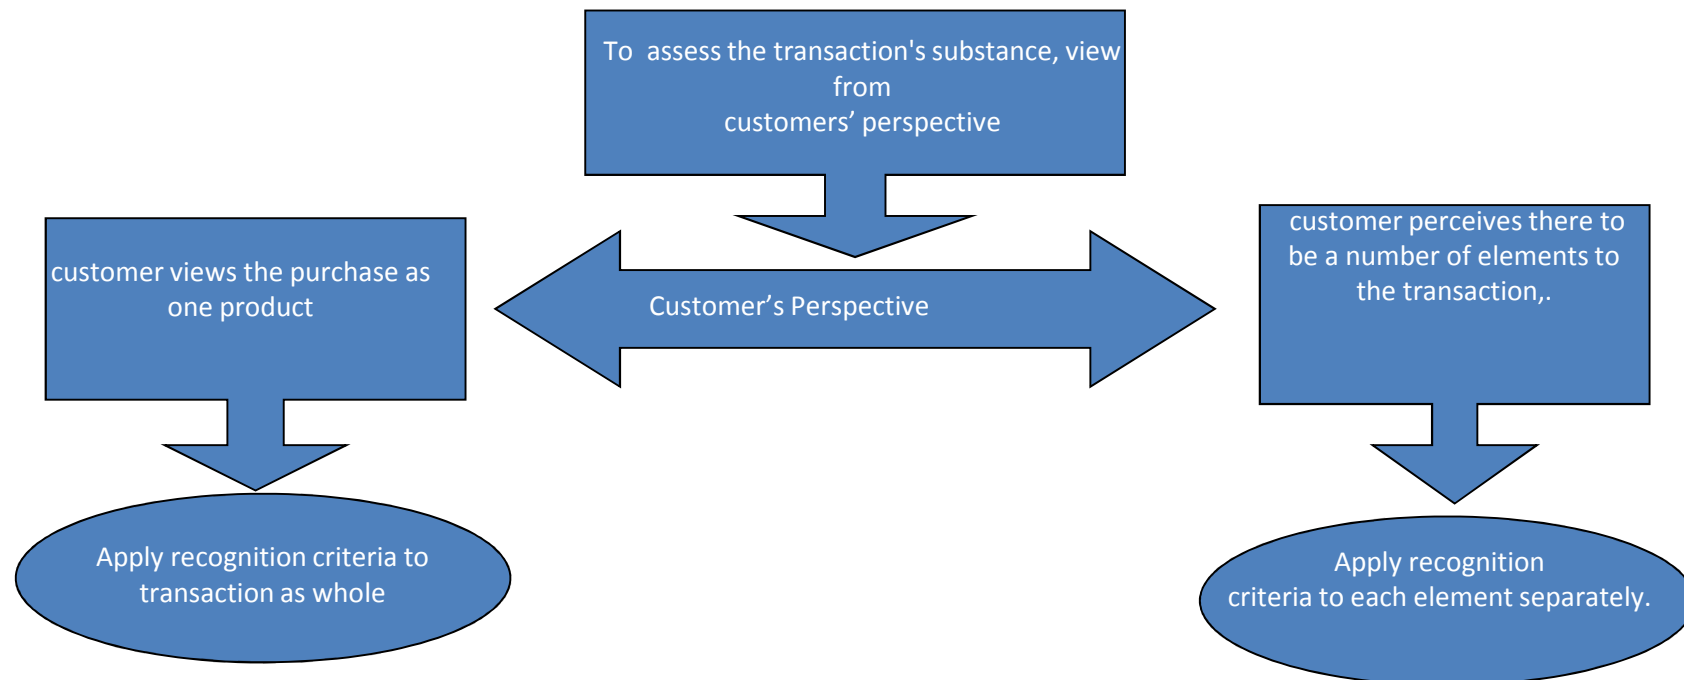 To  assess the transaction's substance, view
from
customers’ perspective
customer views the purchase as
one product
Customer’s Perspective
customer perceives there to
be a number of elements to
the transaction,.
Apply recognition criteria to
transaction as whole
Apply recognition
criteria to each element separately.